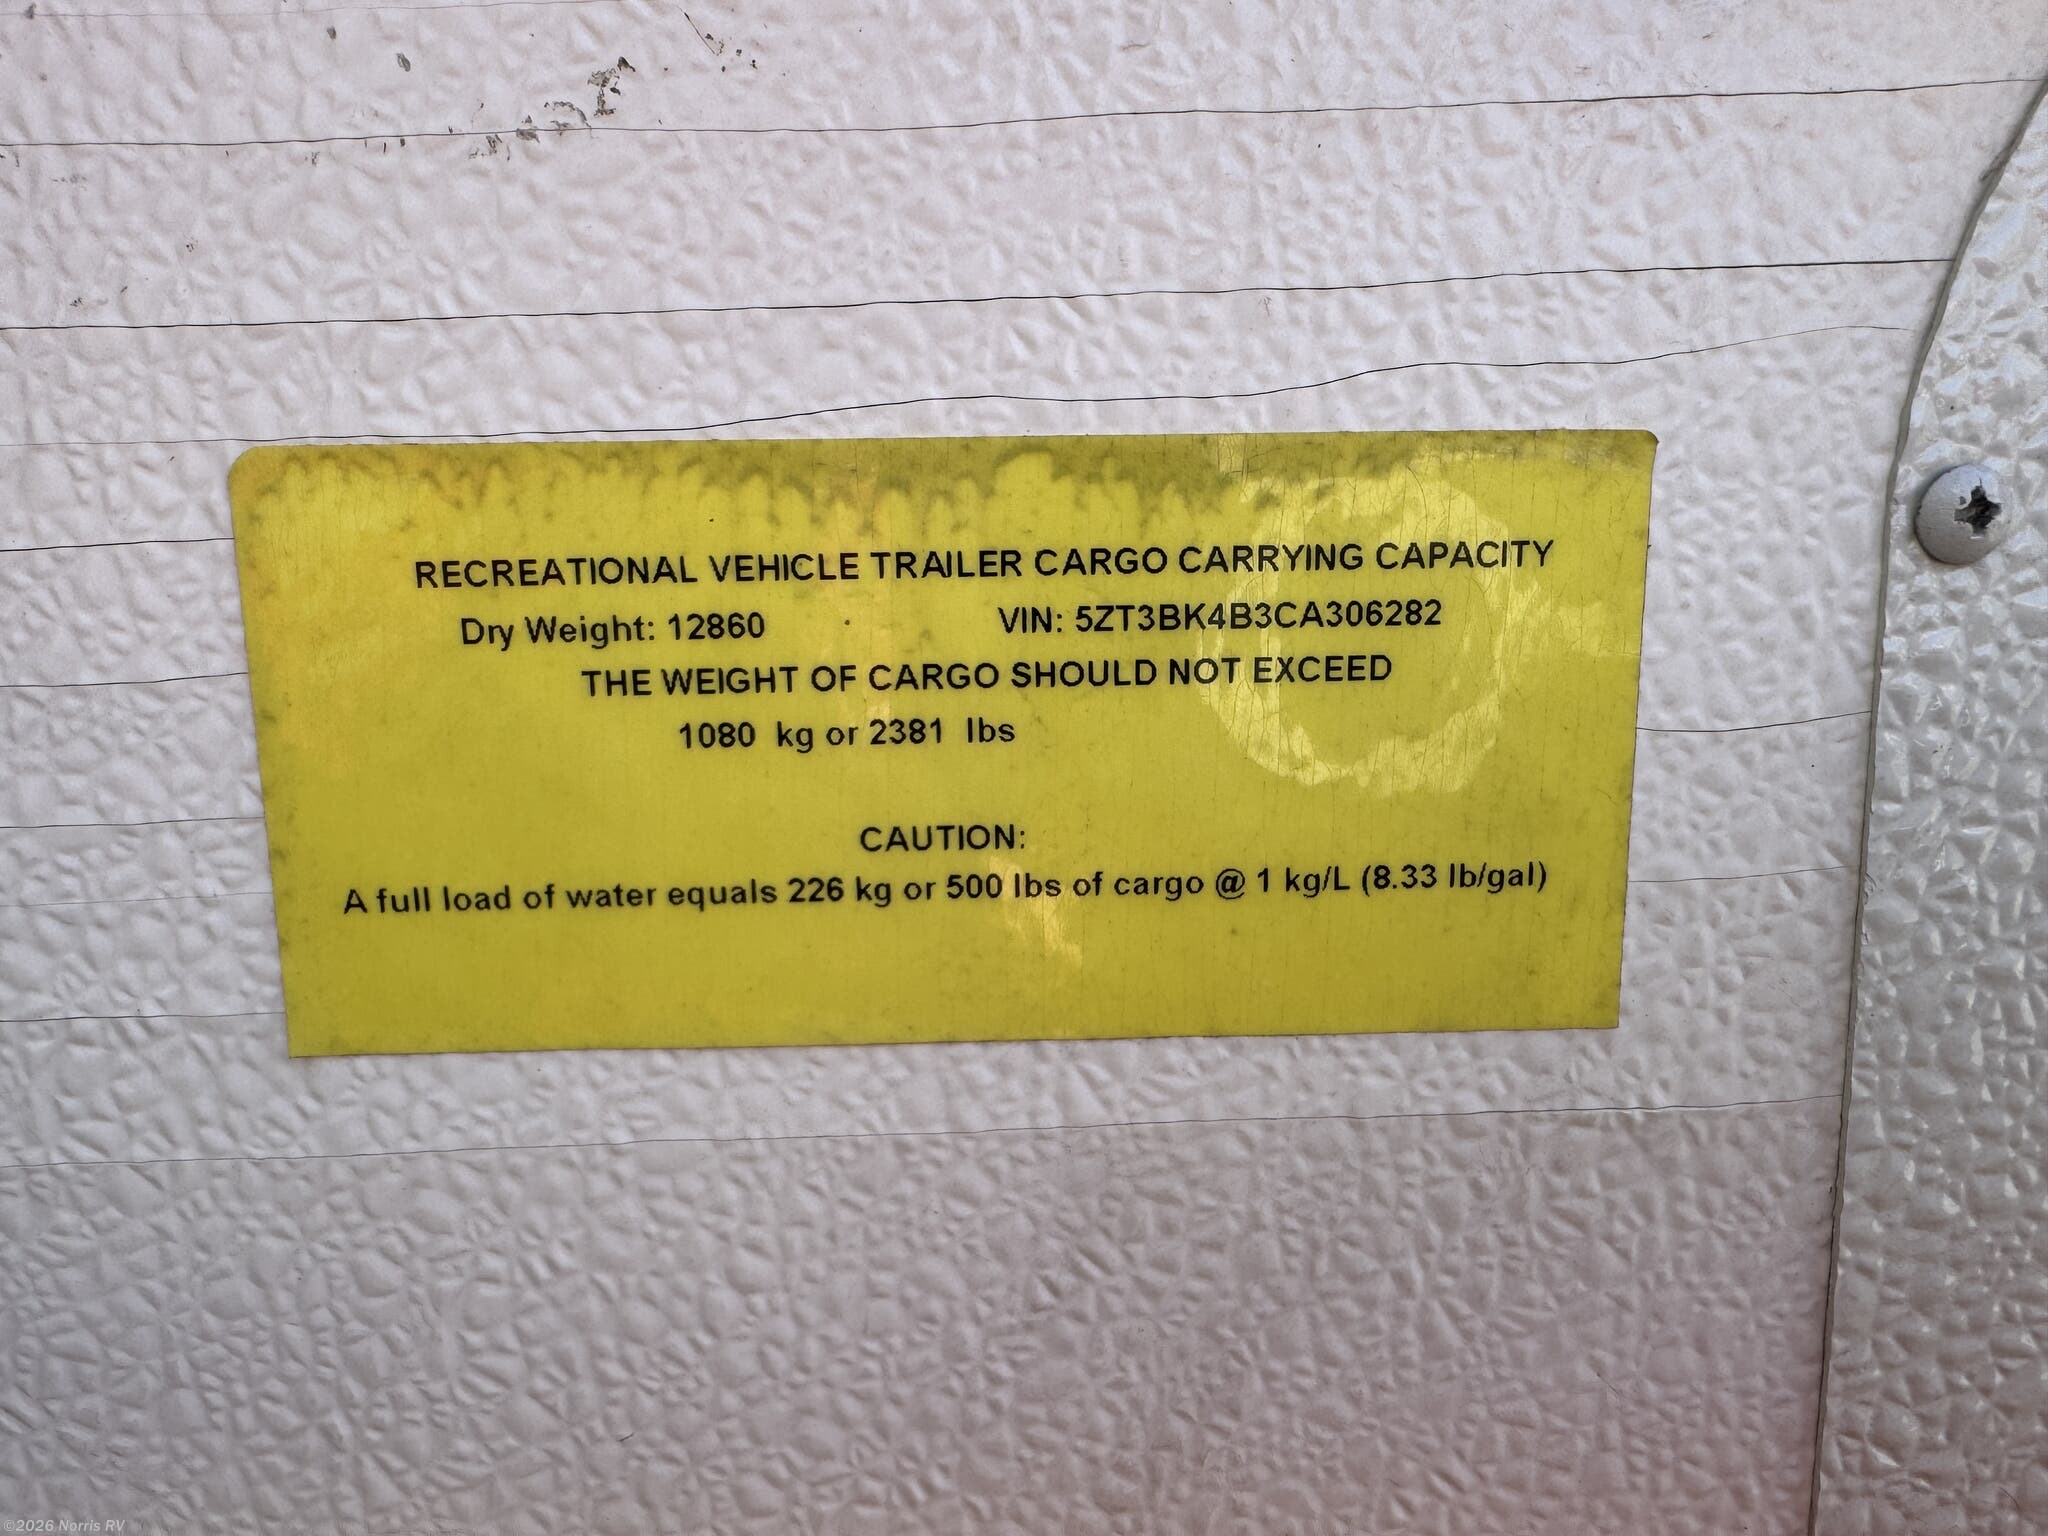 RECREATIONAL VEHICLE TRAILER CARGO CARRYING CAPACITY
Dry Weight: 12860 VIN: 5ZT3BK4B3CA306282
THE WEIGHT OF CARGO SHOULD NOT EXCEED
1080 kg or 2381 lbs
CAUTION:
A full load of water equals 226 kg or 500 lbs of cargo @ 1 kg/L (8.33 lb/gal)
©2026 Norris RV